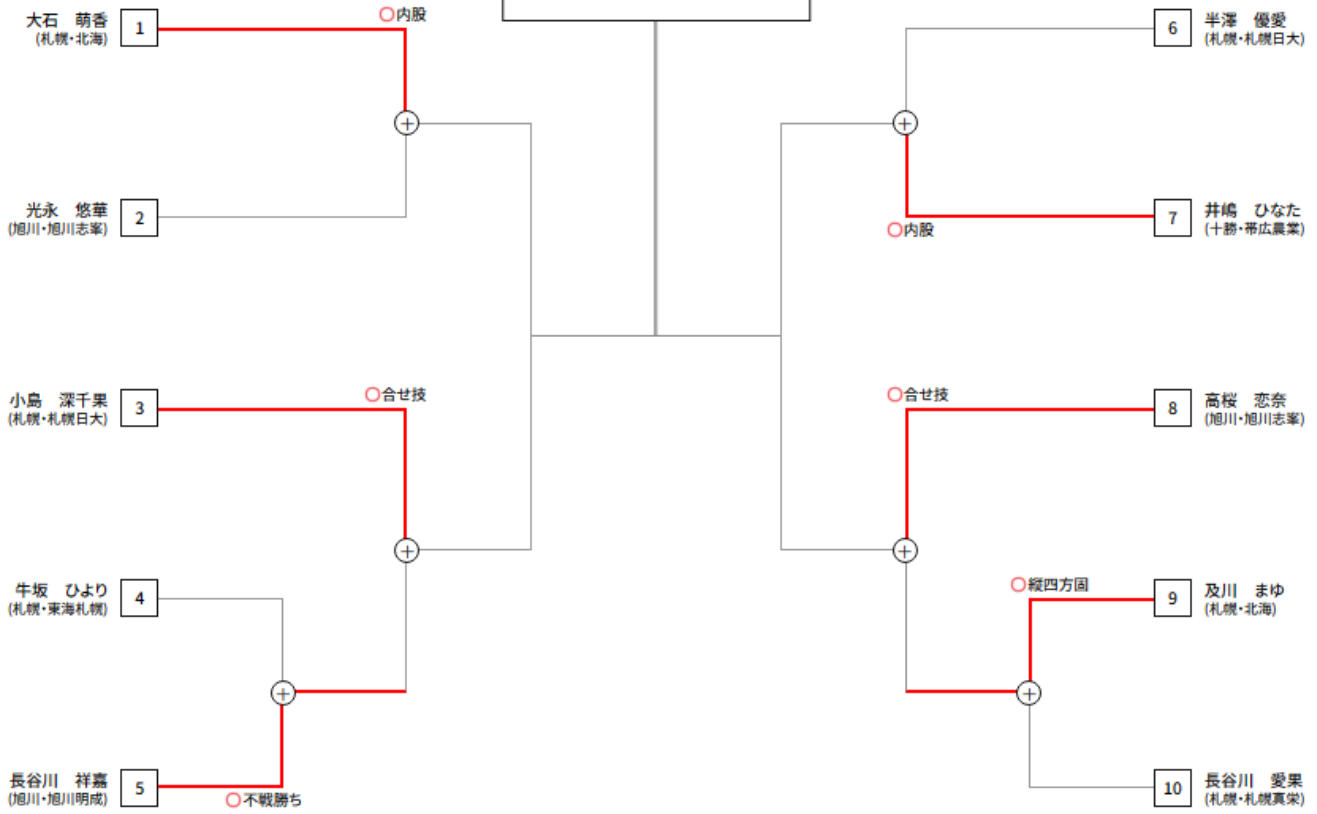 大石　萌香
(札幌・北海)
1
○内股
光永　悠華
(旭川・旭川志峯)
2
小島　深千果
(札幌・札幌日大)
3
○合せ技
牛坂　ひより
(札幌・東海札幌)
4
長谷川　祥嘉
(旭川・旭川明成)
5
○不戦勝ち
6
半澤　優愛
(札幌・札幌日大)
7
井嶋　ひなた
(十勝・帯広農業)
○内股
○合せ技
8
高桜　恋奈
(旭川・旭川志峯)
○縦四方固
9
及川　まゆ
(札幌・北海)
10
長谷川　愛果
(札幌・札幌真栄)